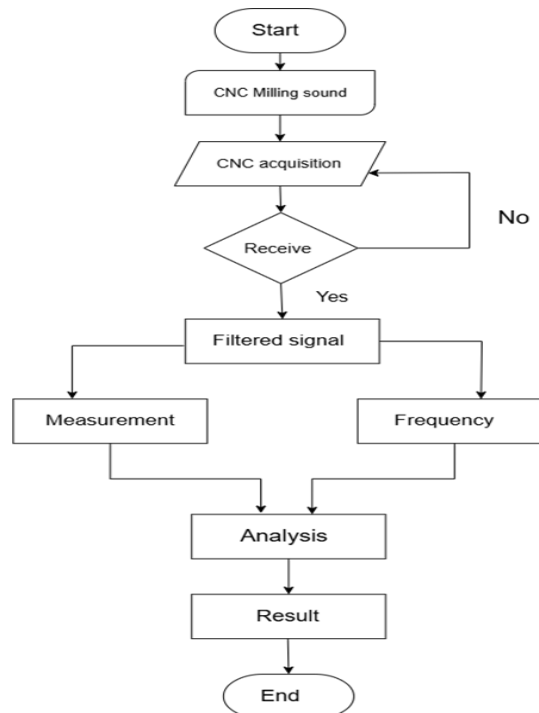 Start
CNC Milling sound
CNC acquisition
No
Receive
Yes
Filtered signal
Measurement
Frequency
Analysis
Result
End